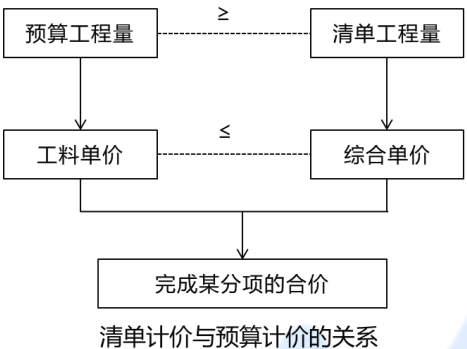 ≥
预算工程量
清单工程量
≤
工料单价
综合单价
完成某分项的合价
清单计价与预算计价的关系